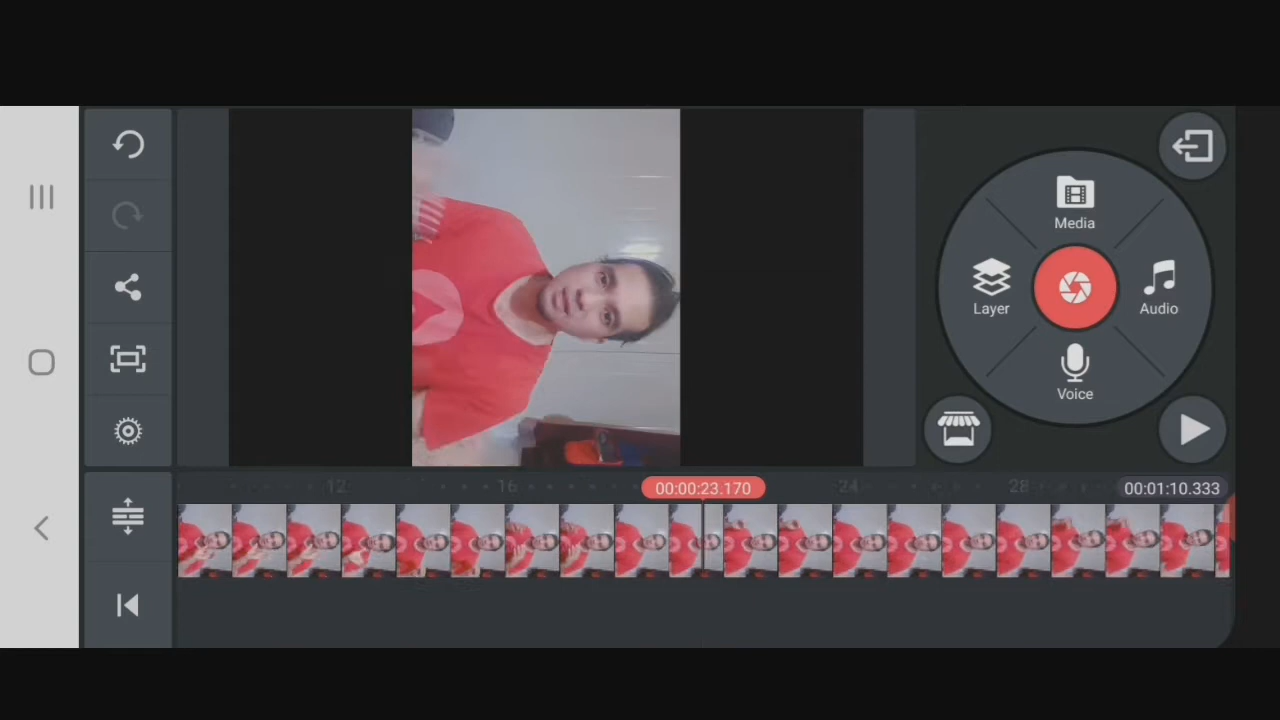 Media
Layer
Audio
Voice
12
16
00:00:23.170
24
28
00:01:10.333